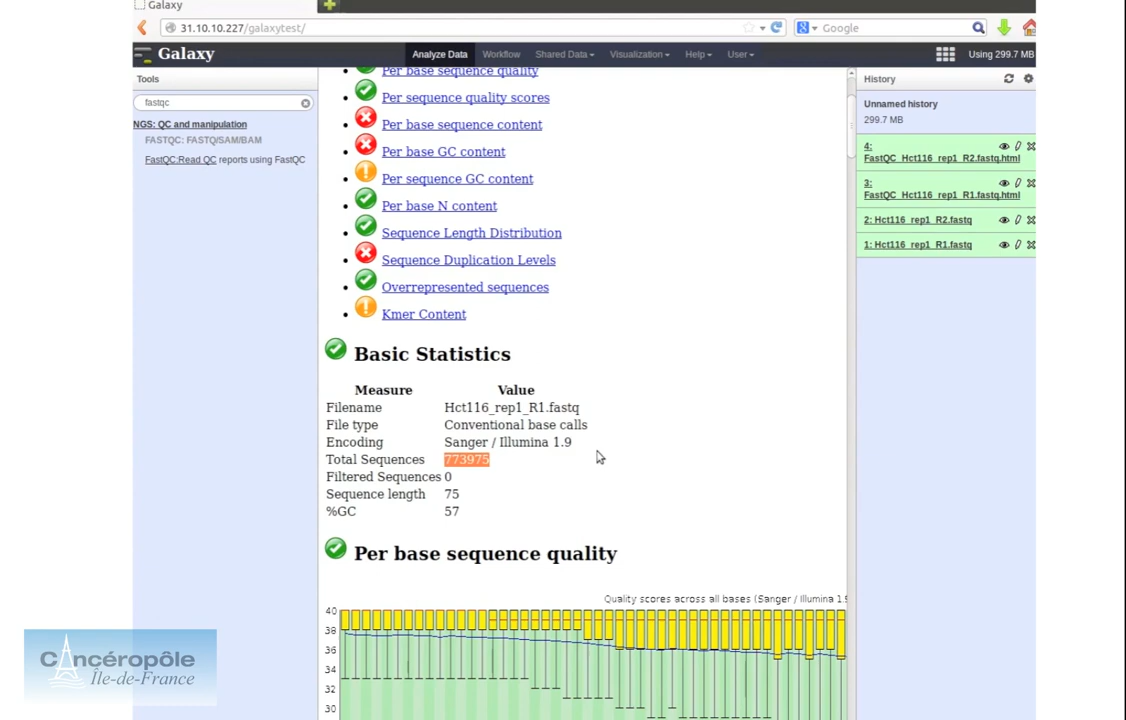 Galaxy
31.10.10.227/galaxytest/
Google
Galaxy
Analyze Data
Workflow
Shared Data
Visualization
Help
User
Using 299.7 MB
Tools
fastqc
NGS: QC and manipulation
FASTQC: FASTQ/SAM/BAM
FastQC:Read QC reports using FastQC
Per base sequence quality
Per sequence quality scores
Per base sequence content
Per base GC content
Per sequence GC content
Per base N content
Sequence Length Distribution
Sequence Duplication Levels
Overrepresented sequences
Kmer Content
Basic Statistics
Measure Value
Filename Hct116_rep1_R1.fastq
File type Conventional base calls
Encoding Sanger / Illumina 1.9
Total Sequences 773975
Filtered Sequences 0
Sequence length 75
%GC 57
Per base sequence quality
Quality scores across all bases (Sanger / Illumina 1.9
40
38
36
34
32
30
History
Unnamed history
299.7 MB
4:
FastQC_Hct116_rep1_R2.fastq.html
3:
FastQC_Hct116_rep1_R1.fastq.html
2: Hct116_rep1_R2.fastq
1: Hct116_rep1_R1.fastq
Cancéropôle
Île-de-France